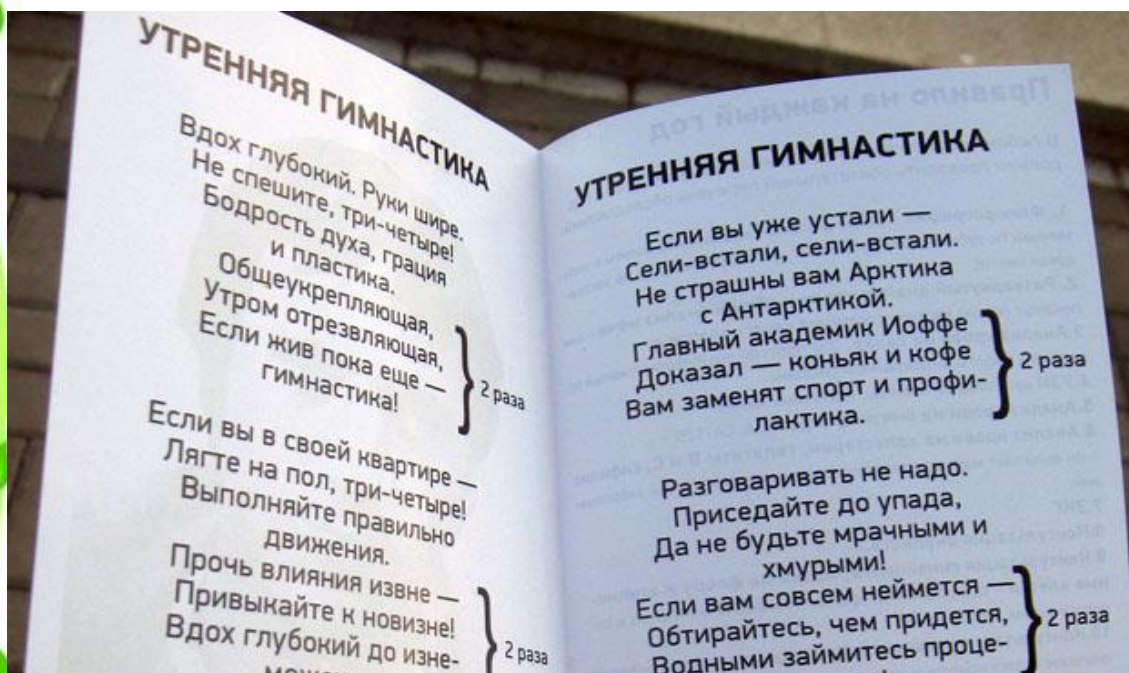 УТРЕННЯЯ ГИМНАСТИКА
Вдох глубокий. Руки шире.
Не спешите, три-четыре!
Бодрость духа, грация
и пластика.
Общеукрепляющая,
Утром отрезвляющая,
Если жив пока еще —
гимнастика!
2 раза
Если вы в своей квартире —
Лягте на пол, три-четыре!
Выполняйте правильно
движения.
Прочь влияния извне —
Привыкайте к новизне!
Вдох глубокий до изне-
2 раза
УТРЕННЯЯ ГИМНАСТИКА
Если вы уже устали —
Сели-встали, сели-встали.
Не страшны вам Арктика
с Антарктикой.
Главный академик Иоффе
Доказал — коньяк и кофе
Вам заменят спорт и профи-
лактика.
2 раза
Разговаривать не надо.
Приседайте до упада,
Да не будьте мрачными и
хмурыми!
Если вам совсем неймется —
Обтирайтесь, чем придется,
Водными займитесь проце-
2 раза
Правило на каждый год